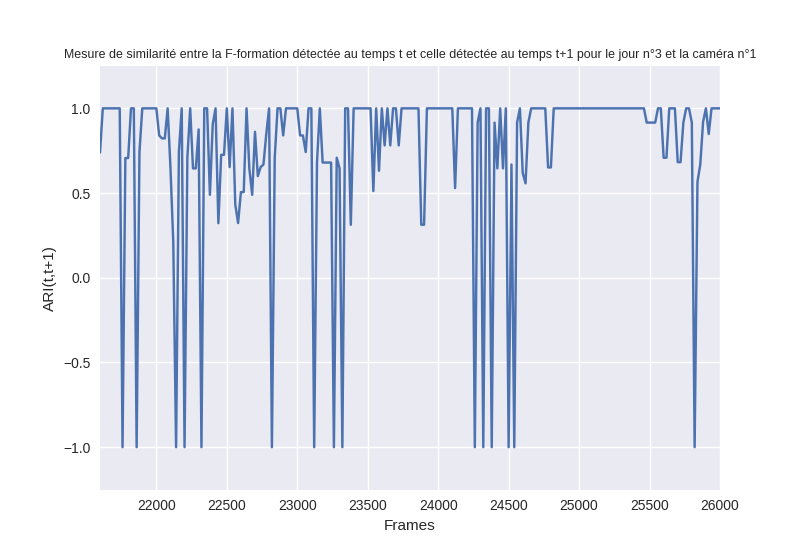 Mesure de similarité entre la F-formation détectée au temps t et celle détectée au temps t+1 pour le jour n°3 et la caméra n°1
1.0
0.5
0.0
−0.5
−1.0
ARI(t,t+1)
22000 22500 23000 23500 24000 24500 25000 25500 26000
Frames